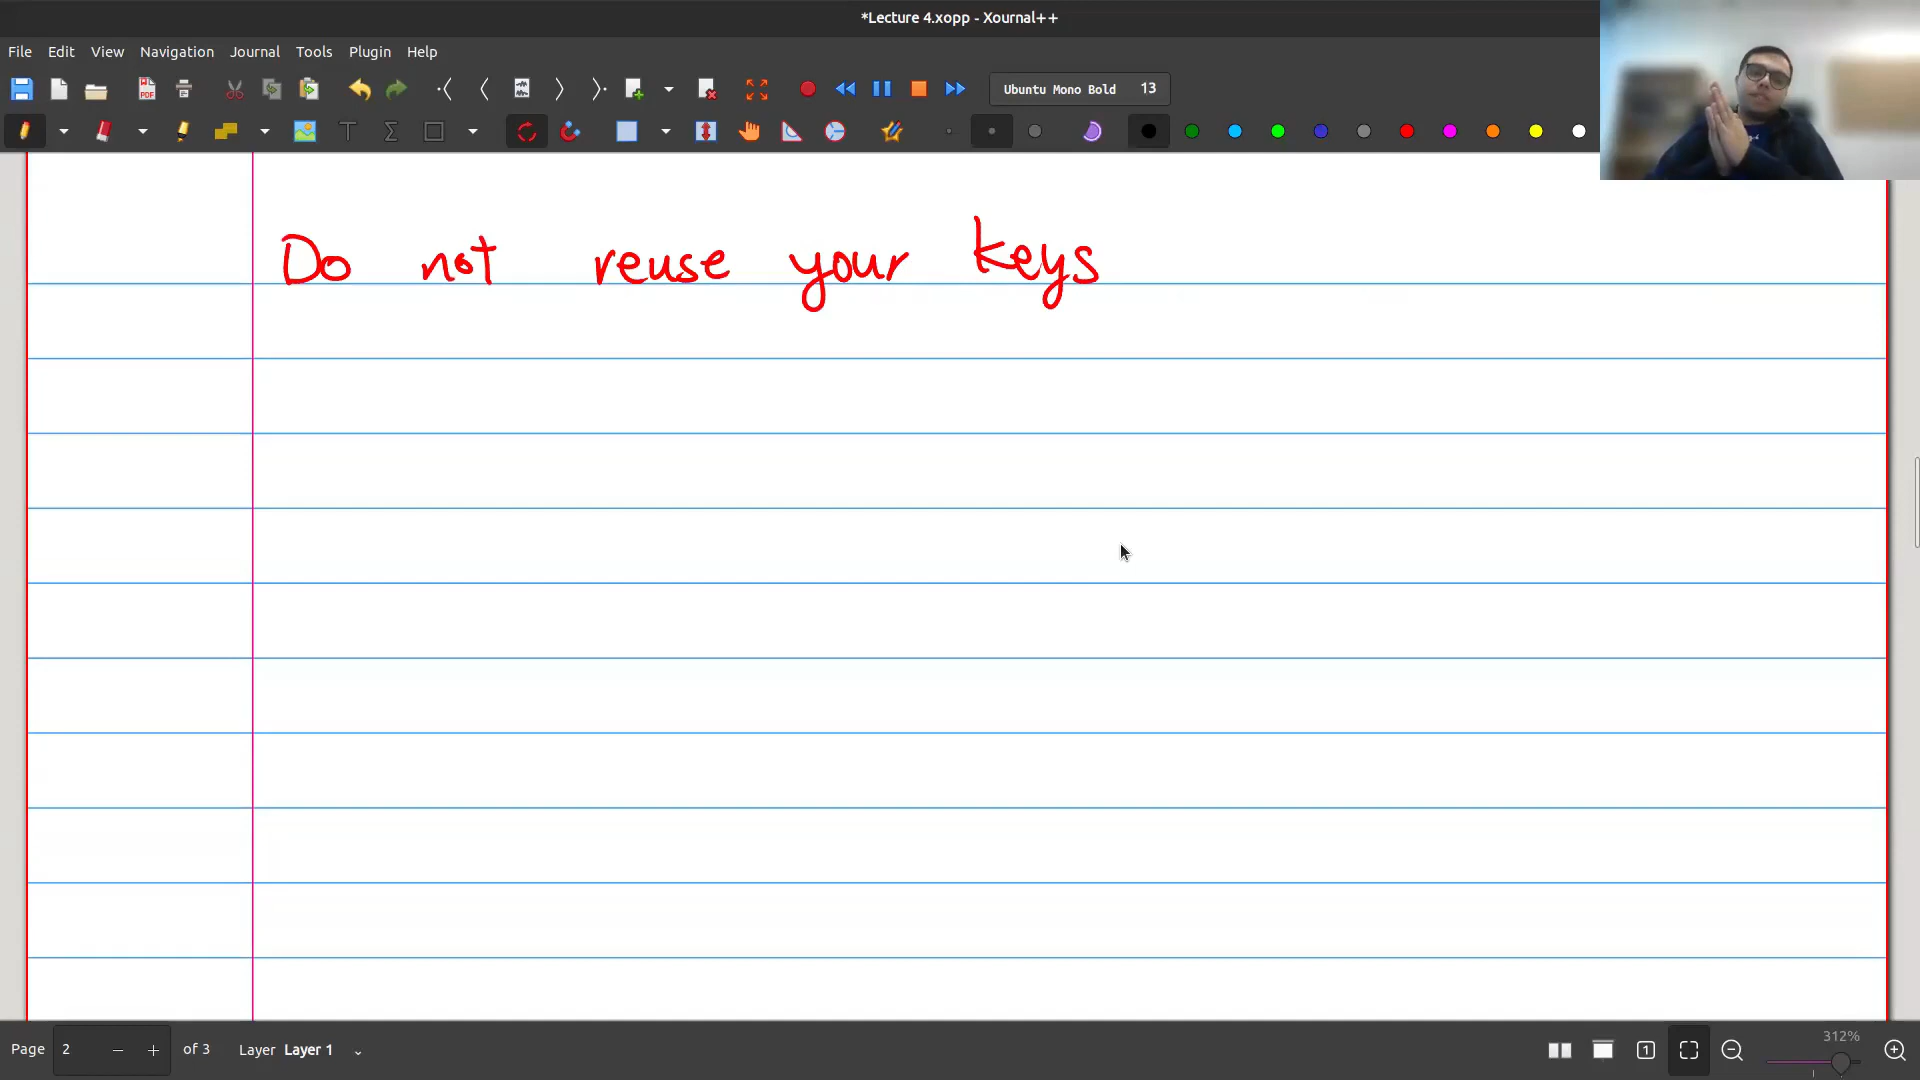 *Lecture 4.xopp - Xournal++
File Edit View Navigation Journal Tools Plugin Help
PDF
Ubuntu Mono Bold 13
Do not reuse your keys
Page 2 of 3 Layer Layer 1
312%